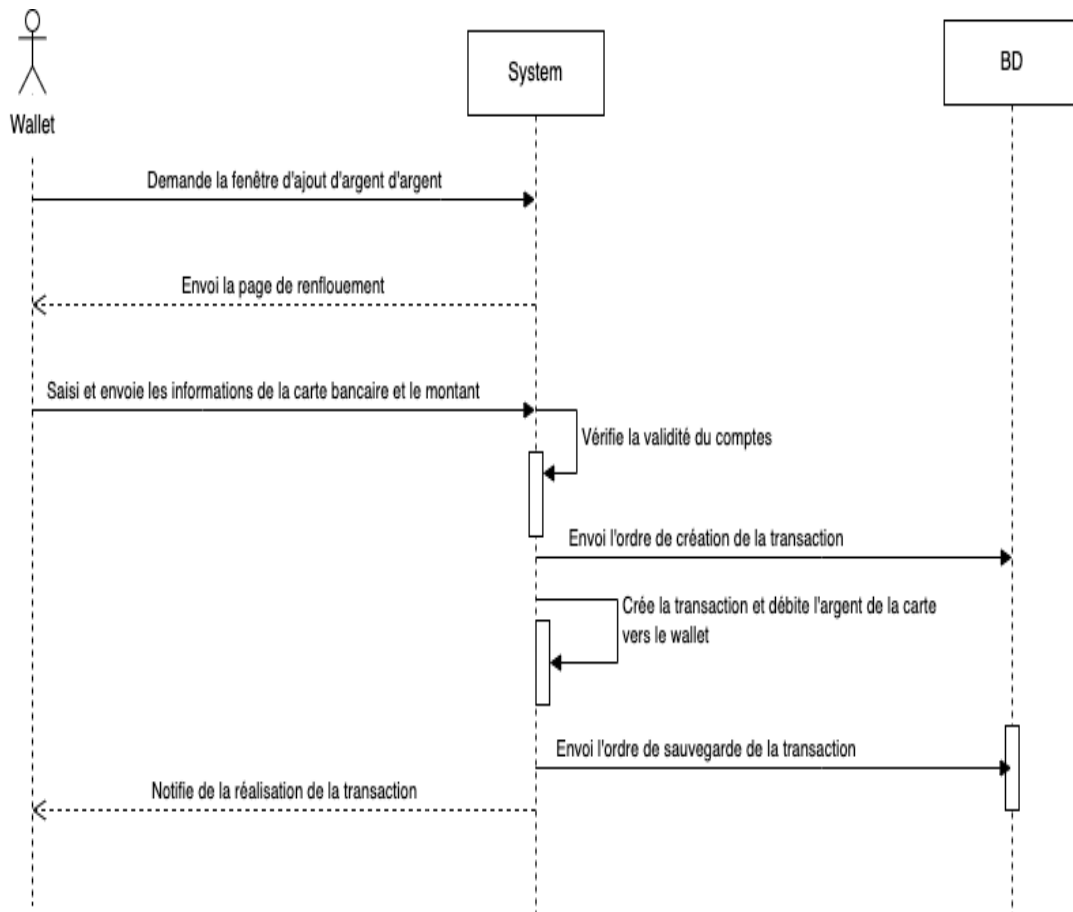 System
BD
Wallet
Demande la fenêtre d'ajout d'argent d'argent
Envoi la page de renflouement
Saisi et envoie les informations de la carte bancaire et le montant
Vérifie la validité du comptes
Envoi l'ordre de création de la transaction
Crée la transaction et débite l'argent de la carte
vers le wallet
Envoi l'ordre de sauvegarde de la transaction
Notifie de la réalisation de la transaction